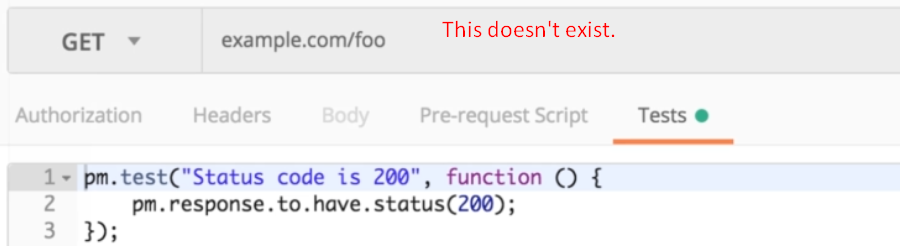 GET example.com/foo This doesn't exist.
Authorization Headers Body Pre-request Script Tests
1 pm.test("Status code is 200", function () {
2 pm.response.to.have.status(200);
3 });